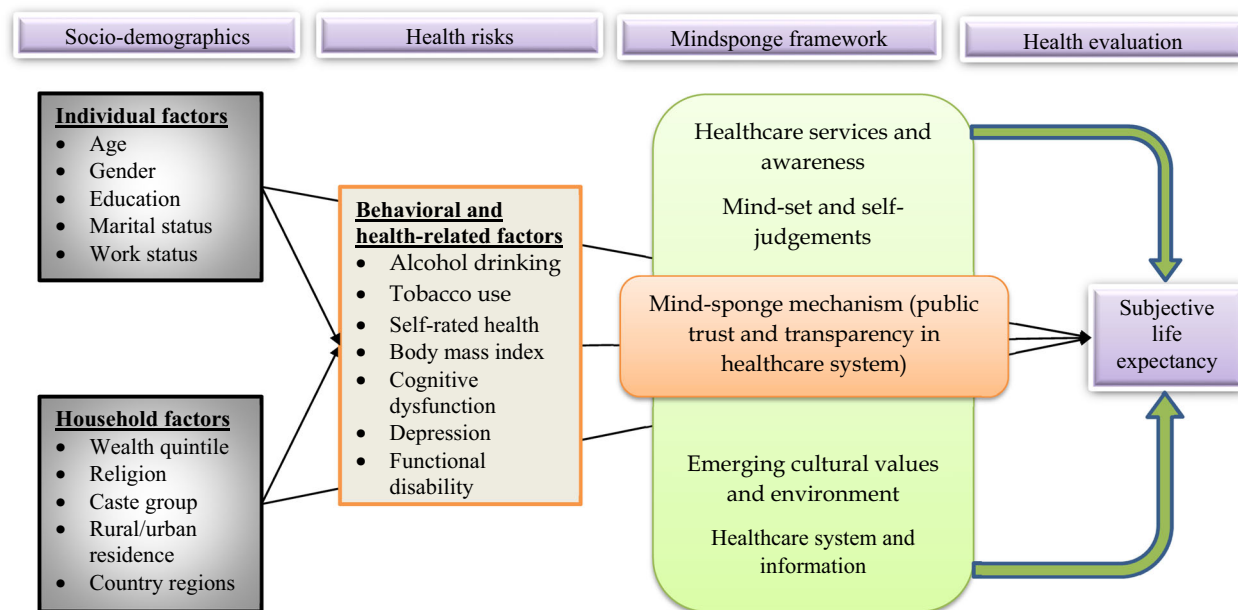 Socio-demographics
Health risks
Mindsponge framework
Health evaluation
Individual factors
• Age
• Gender
• Education
• Marital status
• Work status
Household factors
• Wealth quintile
• Religion
• Caste group
• Rural/urban
residence
• Country regions
Behavioral and
health-related factors
• Alcohol drinking
• Tobacco use
• Self-rated health
• Body mass index
• Cognitive
dysfunction
• Depression
• Functional
disability
Healthcare services and
awareness
Mind-set and self-
judgements
Mind-sponge mechanism (public
trust and transparency in
healthcare system)
Emerging cultural values
and environment
Healthcare system and
information
Subjective
life
expectancy